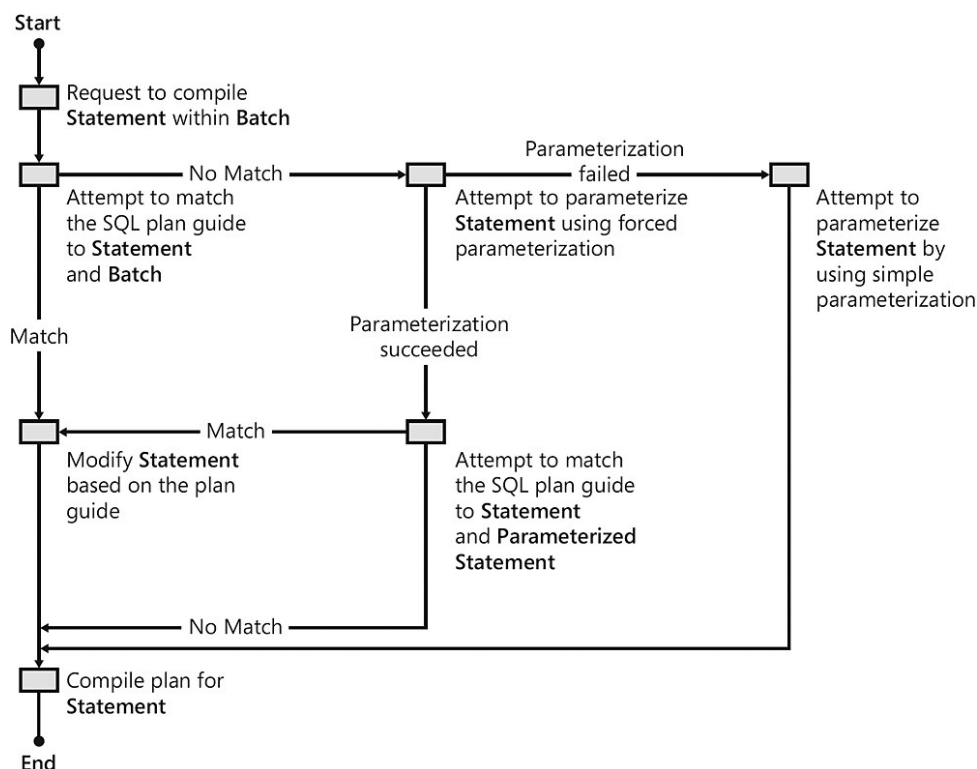 Start
Request to compile
Statement within Batch
No Match
Parameterization
failed
Attempt to match
the SQL plan guide
to Statement
and Batch
Attempt to parameterize
Statement using forced
parameterization
Attempt to
parameterize
Statement by
using simple
parameterization
Match
Parameterization
succeeded
Match
Modify Statement
based on the plan
guide
Attempt to match
the SQL plan guide
to Statement
and Parameterized
Statement
No Match
Compile plan for
Statement
End